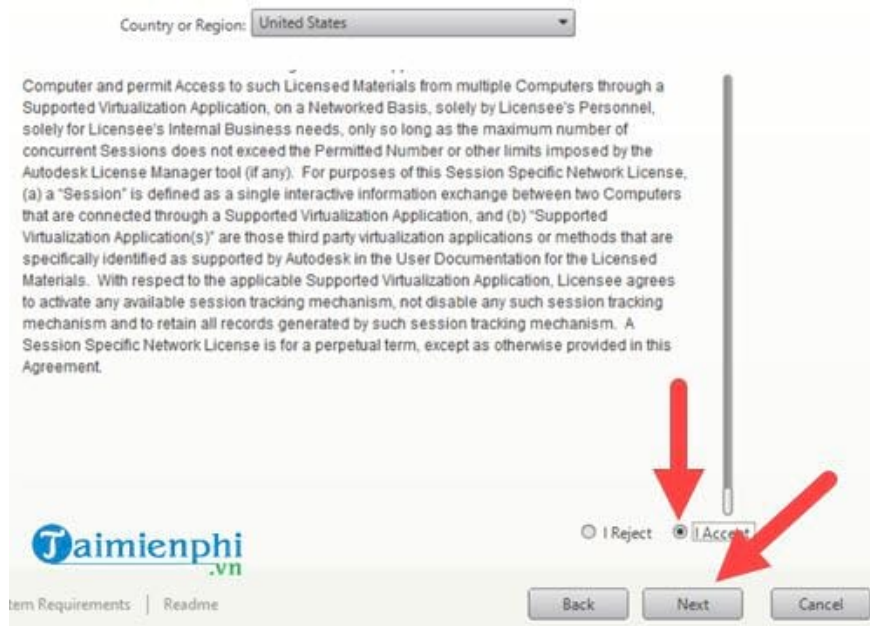 Country or Region: United States
Computer and permit Access to such Licensed Materials from multiple Computers through a
Supported Virtualization Application, on a Networked Basis, solely by Licensee's Personnel,
solely for Licensee's Internal Business needs, only so long as the maximum number of
concurrent Sessions does not exceed the Permitted Number or other limits imposed by the
Autodesk License Manager tool (if any). For purposes of this Session Specific Network License,
(a) a "Session" is defined as a single interactive information exchange between two Computers
that are connected through a Supported Virtualization Application, and (b) "Supported
Virtualization Application(s)" are those third party virtualization applications or methods that are
specifically identified as supported by Autodesk in the User Documentation for the Licensed
Materials. With respect to the applicable Supported Virtualization Application, Licensee agrees
to activate any available session tracking mechanism, not disable any such session tracking
mechanism and to retain all records generated by such session tracking mechanism. A
Session Specific Network License is for a perpetual term, except as otherwise provided in this
Agreement.
I Reject I Accept
Taimienphi
.vn
tem Requirements | Readme
Back Next Cancel